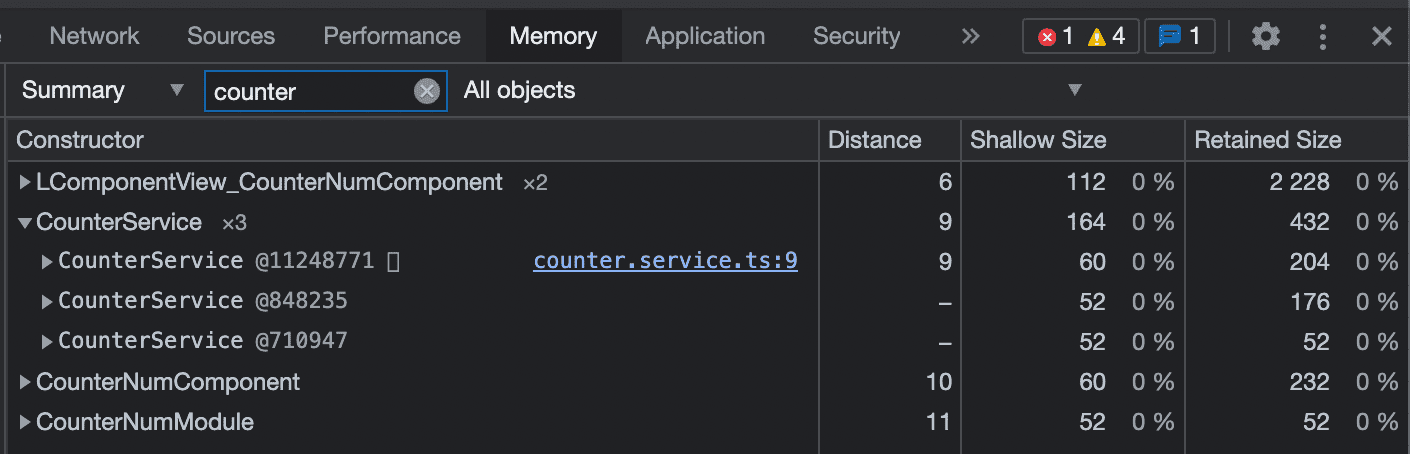 Network Sources Performance Memory Application Security » 1 4 1
Summary counter All objects
Constructor Distance Shallow Size Retained Size
LComponentView_CounterNumComponent ×2 6 112 0 % 2 228 0 %
CounterService ×3 9 164 0 % 432 0 %
CounterService @11248771 counter.service.ts:9 9 60 0 % 204 0 %
CounterService @848235 – 52 0 % 176 0 %
CounterService @710947 – 52 0 % 52 0 %
CounterNumComponent 10 60 0 % 232 0 %
CounterNumModule 11 52 0 % 52 0 %